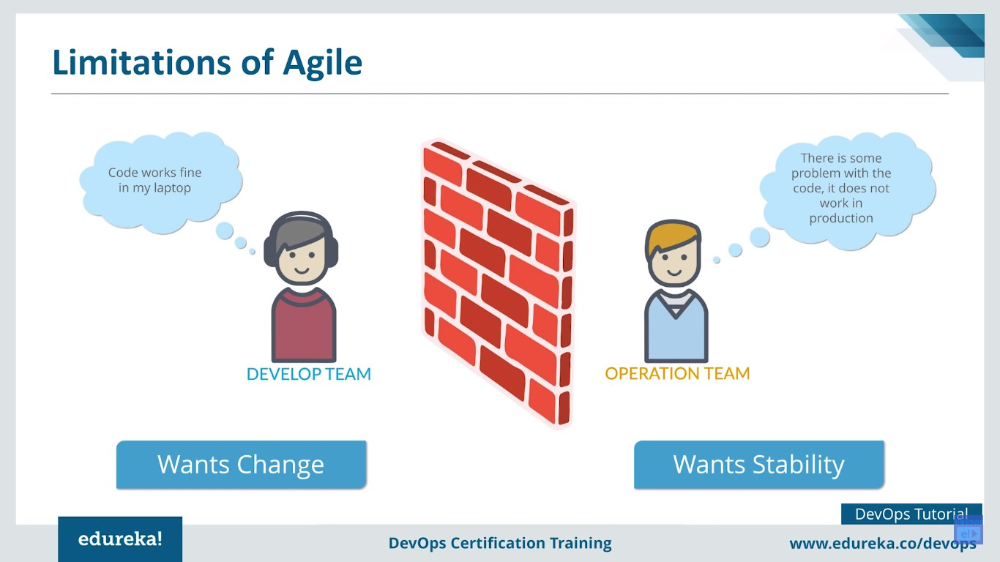 Limitations of Agile
Code works fine
in my laptop
There is some
problem with the
code, it does not
work in
production
DEVELOP TEAM
OPERATION TEAM
Wants Change
Wants Stability
DevOps Tutorial
edureka!
DevOps Certification Training
www.edureka.co/devops
e!